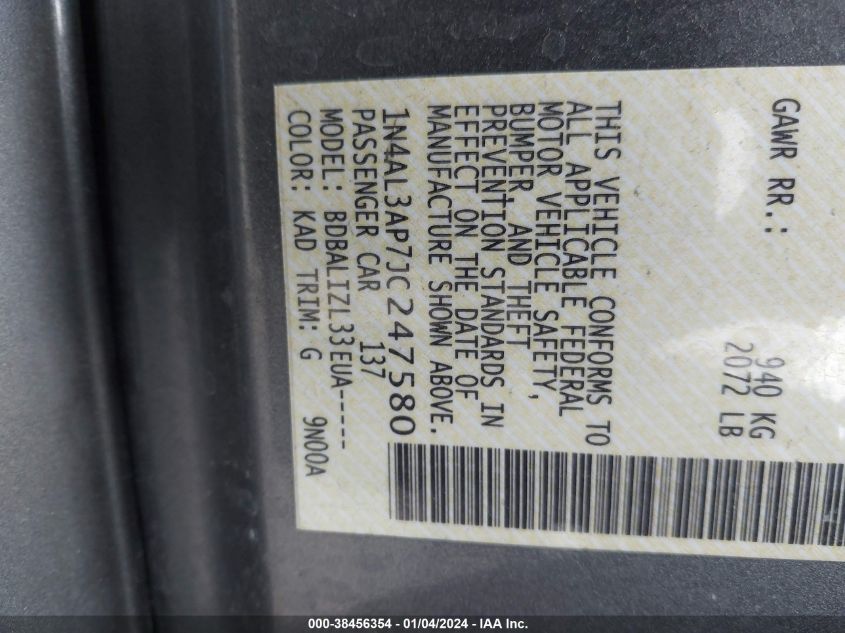 GAWR RR.: 940 KG
2072 LB
THIS VEHICLE CONFORMS TO
ALL APPLICABLE FEDERAL
MOTOR VEHICLE SAFETY,
BUMPER, AND THEFT
PREVENTION STANDARDS IN
EFFECT ON THE DATE OF
MANUFACTURE SHOWN ABOVE.
1N4AL3AP7JC247580
PASSENGER CAR 137
MODEL: BDBALIZL33EUA-----
COLOR: KAD TRIM: G 9N00A
000-38456354 - 01/04/2024 - IAA Inc.